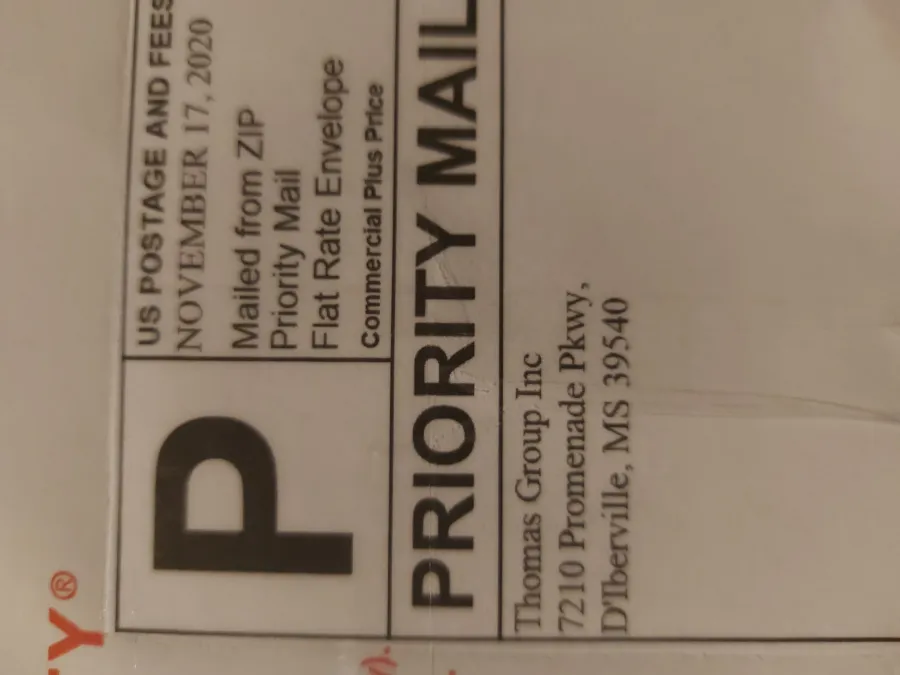 Y®
P
US POSTAGE AND FEES
NOVEMBER 17, 2020
Mailed from ZIP
Priority Mail
Flat Rate Envelope
Commercial Plus Price
PRIORITY MAIL
Thomas Group Inc
7210 Promenade Pkwy,
D'Iberville, MS 39540